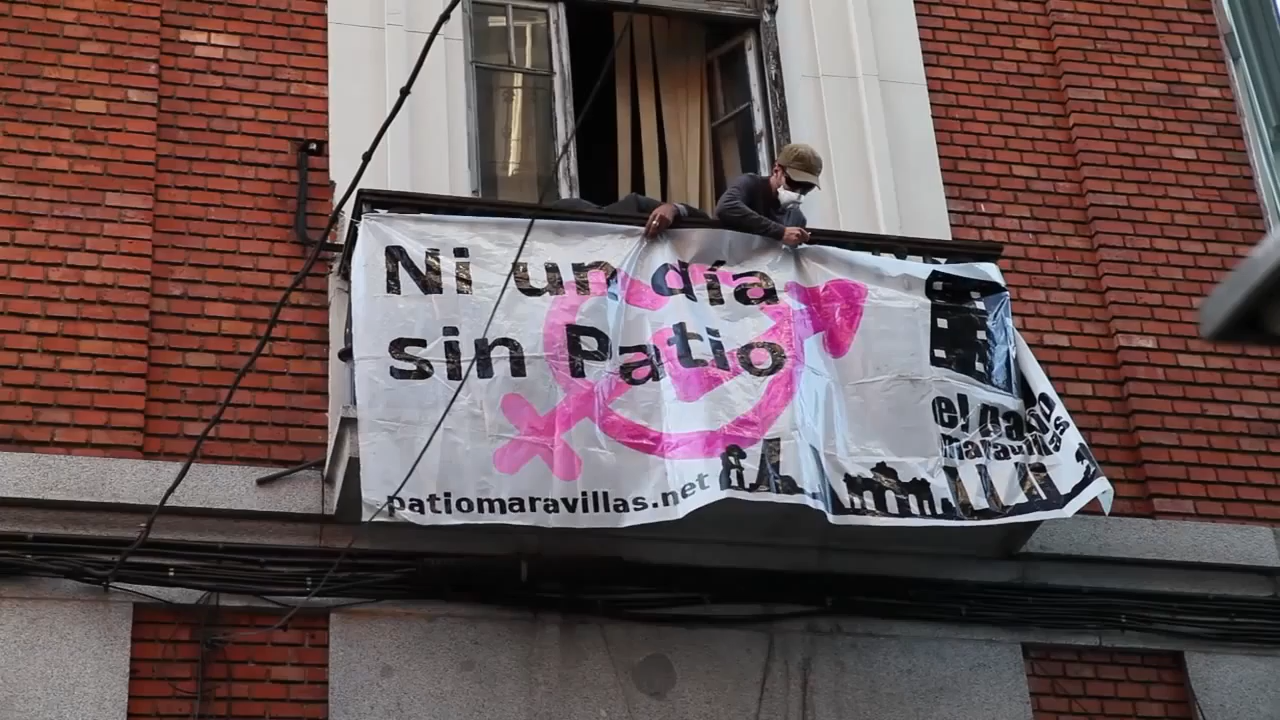 Ni un día
sin Patio
el patio
maravillas
patiomaravillas.net